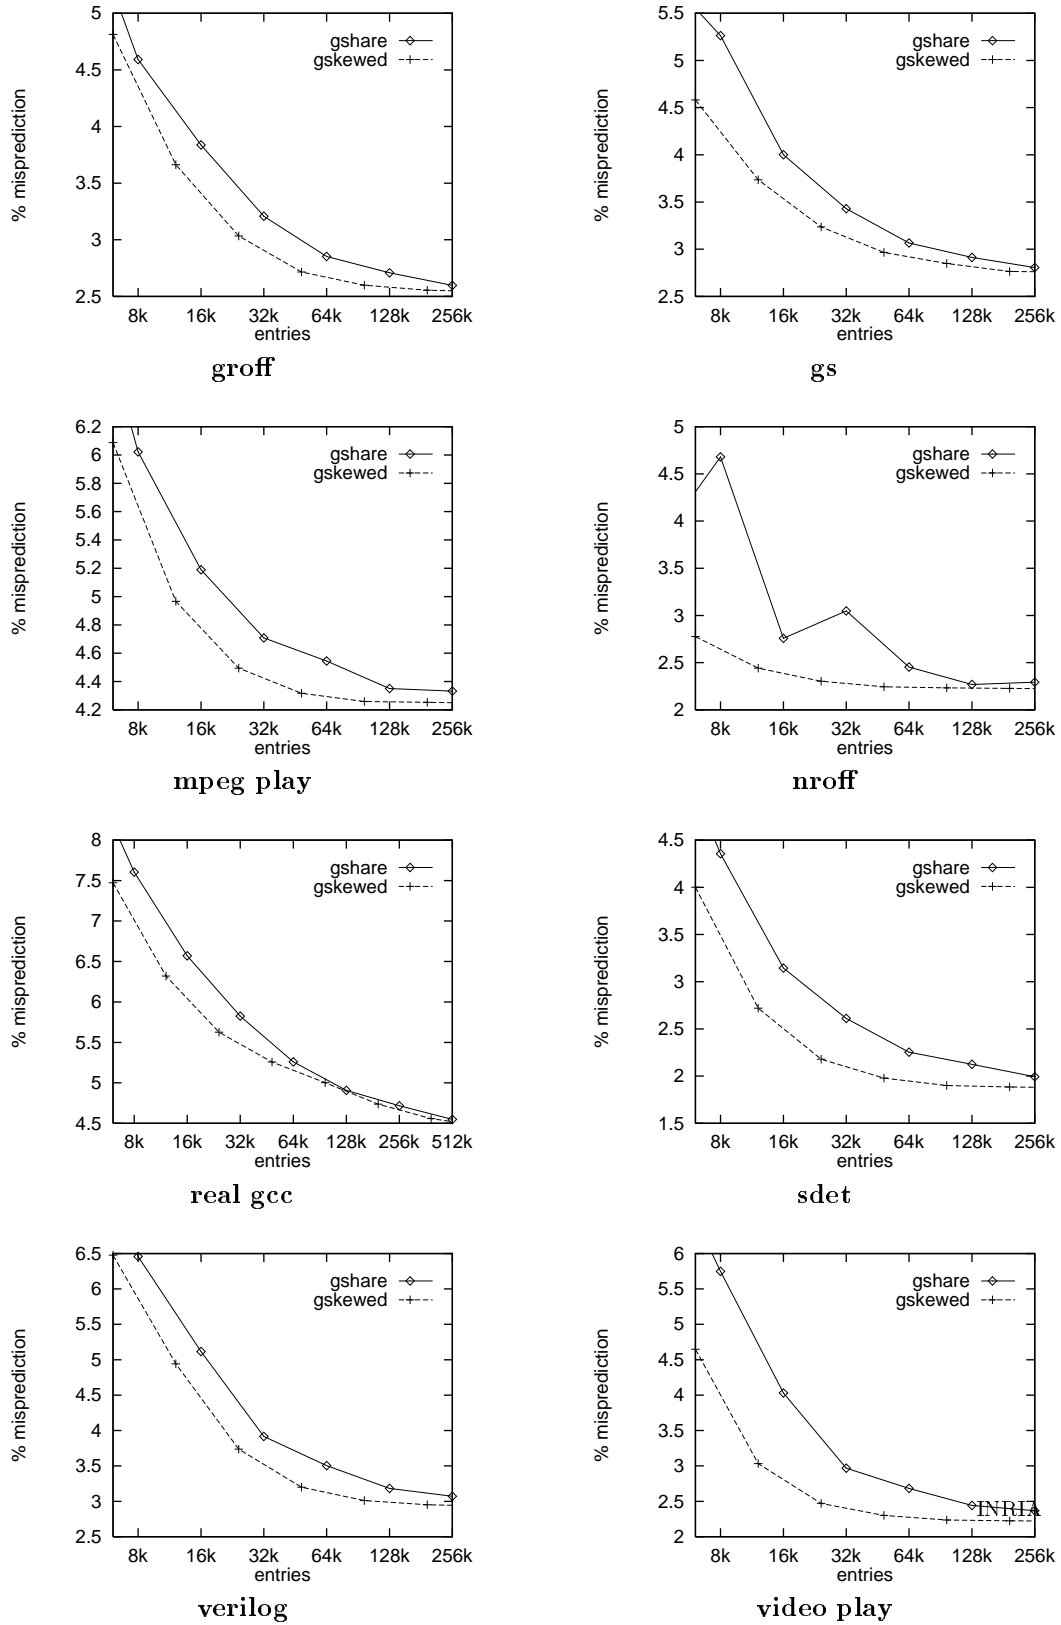 5
4.5
4
3.5
3
2.5
% misprediction
gshare
gskewed
8k 16k 32k 64k 128k 256k
entries
groff
5.5
5
4.5
4
3.5
3
2.5
% misprediction
gshare
gskewed
8k 16k 32k 64k 128k 256k
entries
gs
6.2
6
5.8
5.6
5.4
5.2
5
4.8
4.6
4.4
4.2
% misprediction
gshare
gskewed
8k 16k 32k 64k 128k 256k
entries
mpeg play
5
4.5
4
3.5
3
2.5
2
% misprediction
gshare
gskewed
8k 16k 32k 64k 128k 256k
entries
nroff
8
7.5
7
6.5
6
5.5
5
4.5
% misprediction
gshare
gskewed
8k 16k 32k 64k 128k 256k 512k
entries
real gcc
4.5
4
3.5
3
2.5
2
1.5
% misprediction
gshare
gskewed
8k 16k 32k 64k 128k 256k
entries
sdet
6.5
6
5.5
5
4.5
4
3.5
3
2.5
% misprediction
gshare
gskewed
8k 16k 32k 64k 128k 256k
entries
verilog
6
5.5
5
4.5
4
3.5
3
2.5
2
% misprediction
gshare
gskewed
8k 16k 32k 64k 128k 256k
entries
video play
INRIA